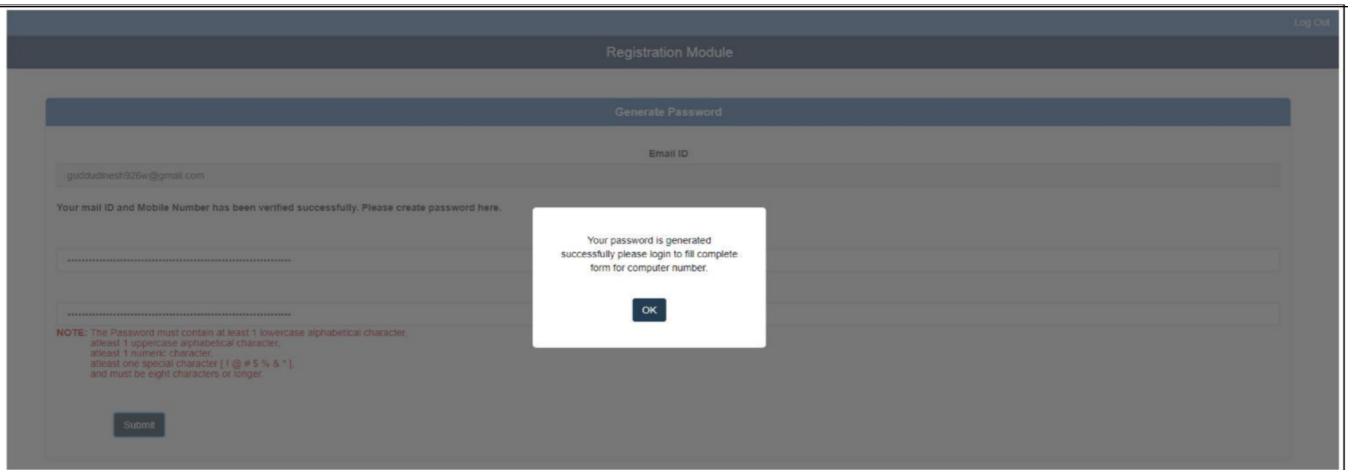 Log Out
Registration Module
Generate Password
Email ID
guddudinesh926w@gmail.com
Your mail ID and Mobile Number has been verified successfully. Please create password here.
Your password is generated
successfully please login to fill complete
form for computer number.
OK
NOTE: The Password must contain at least 1 lowercase alphabetical character,
atleast 1 uppercase alphabetical character,
atleast 1 numeric character,
atleast one special character [ ! @ # $ % & * ],
and must be eight characters or longer.
Submit